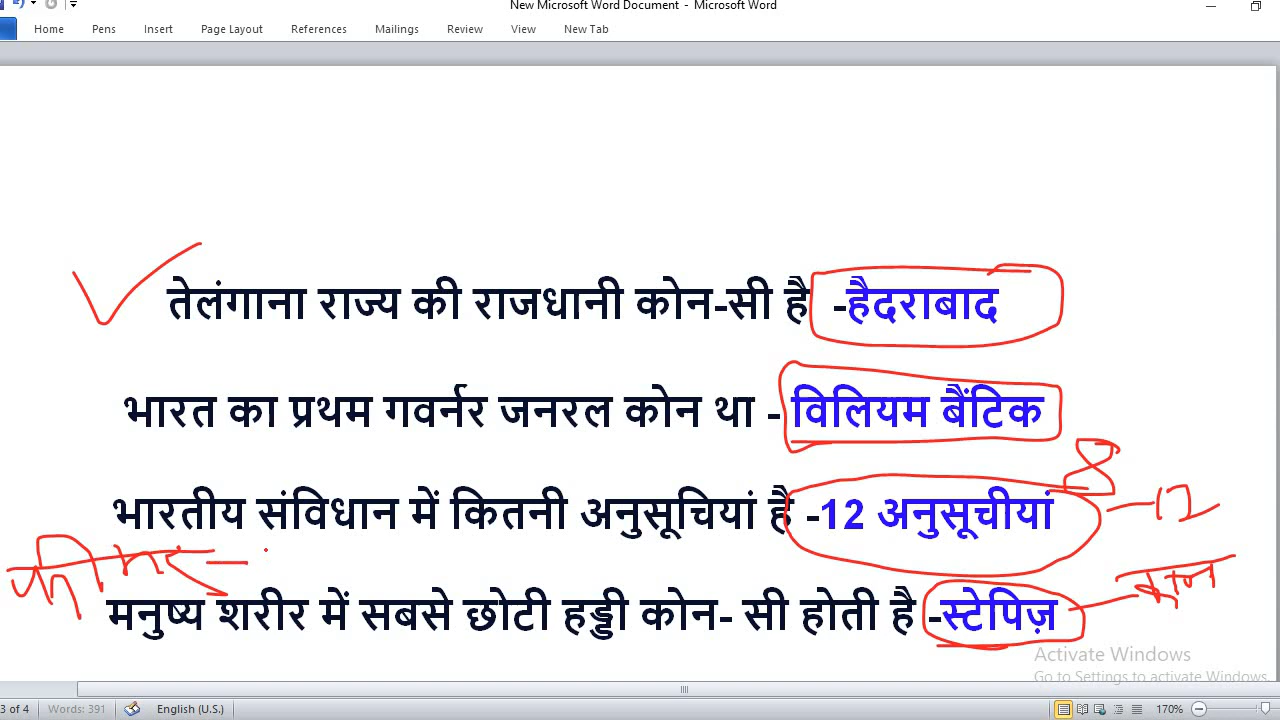 New Microsoft Word Document - Microsoft Word
Home Pens Insert Page Layout References Mailings Review View New Tab
तेलंगाना राज्य की राजधानी कोन-सी है -हैदराबाद
भारत का प्रथम गवर्नर जनरल कोन था - विलियम बैंटिक
8
भारतीय संविधान में कितनी अनुसूचियां है -12 अनुसूचीयां - 12
मनुष्य शरीर में सबसे छोटी हड्डी कोन- सी होती है -स्टेपिज़ - कान
Activate Windows
Go to Settings to activate Windows.
3 of 4 Words: 391 English (U.S.) 170%